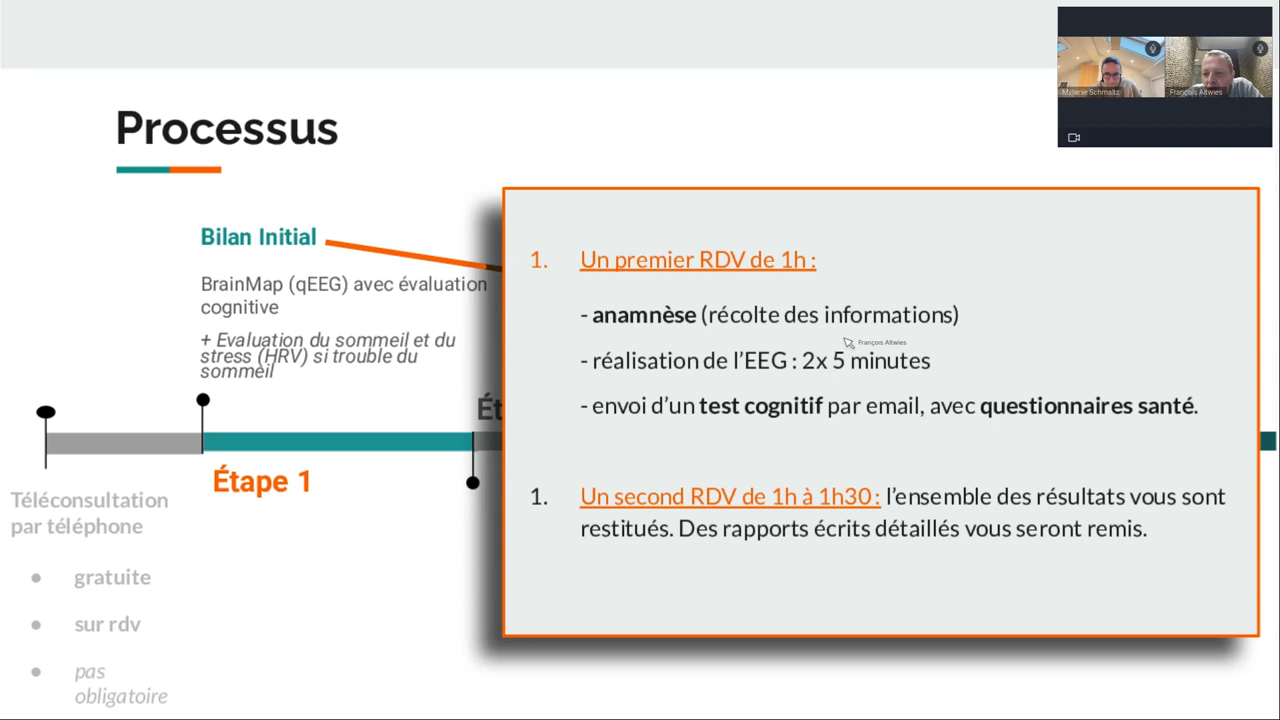 Processus
Mélanie Schmaltz
François Altwies
Bilan Initial
BrainMap (qEEG) avec évaluation
cognitive
+ Evaluation du sommeil et du
stress (HRV) si trouble du
sommeil
Ét
Étape 1
Téléconsultation
par téléphone
● gratuite
● sur rdv
● pas
obligatoire
1. Un premier RDV de 1h :
- anamnèse (récolte des informations)
François Altwies
- réalisation de l’EEG : 2x 5 minutes
- envoi d’un test cognitif par email, avec questionnaires santé.
1. Un second RDV de 1h à 1h30 : l’ensemble des résultats vous sont
restitués. Des rapports écrits détaillés vous seront remis.